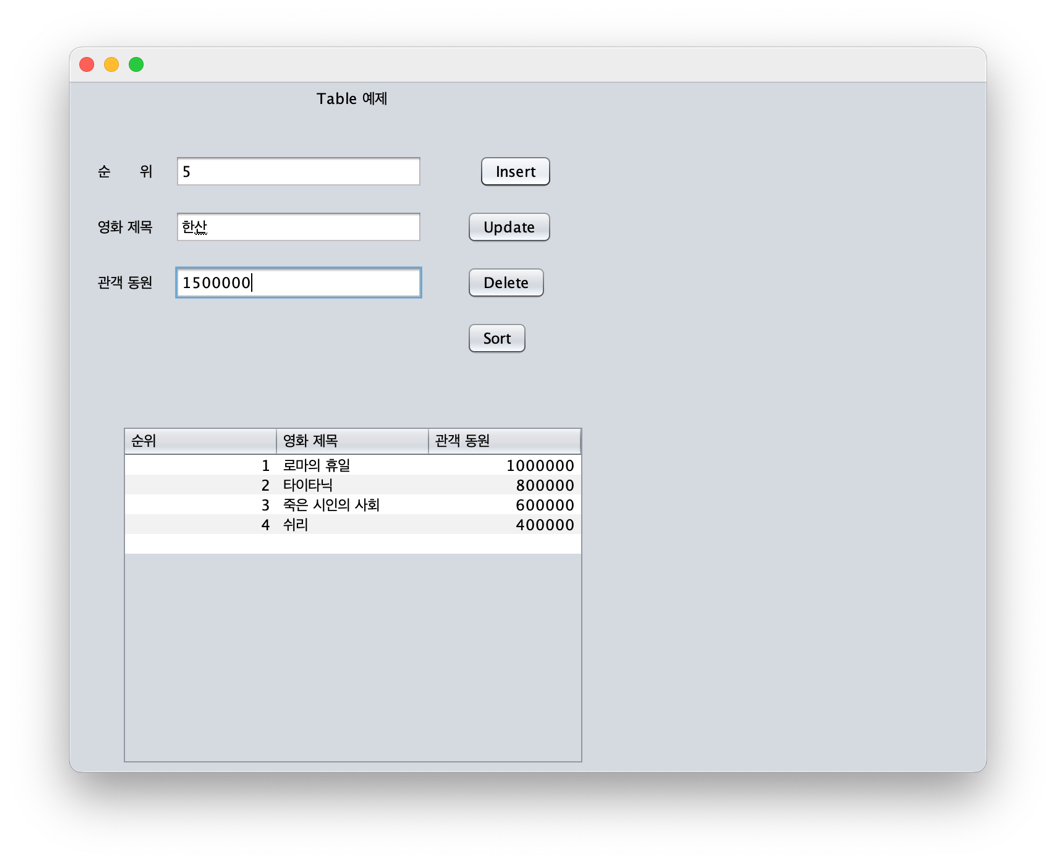 Table 예제
순 위 5 Insert
영화 제목 한산 Update
관객 동원 1500000 Delete
Sort
순위 영화 제목 관객 동원
1 로마의 휴일 1000000
2 타이타닉 800000
3 죽은 시인의 사회 600000
4 쉬리 400000